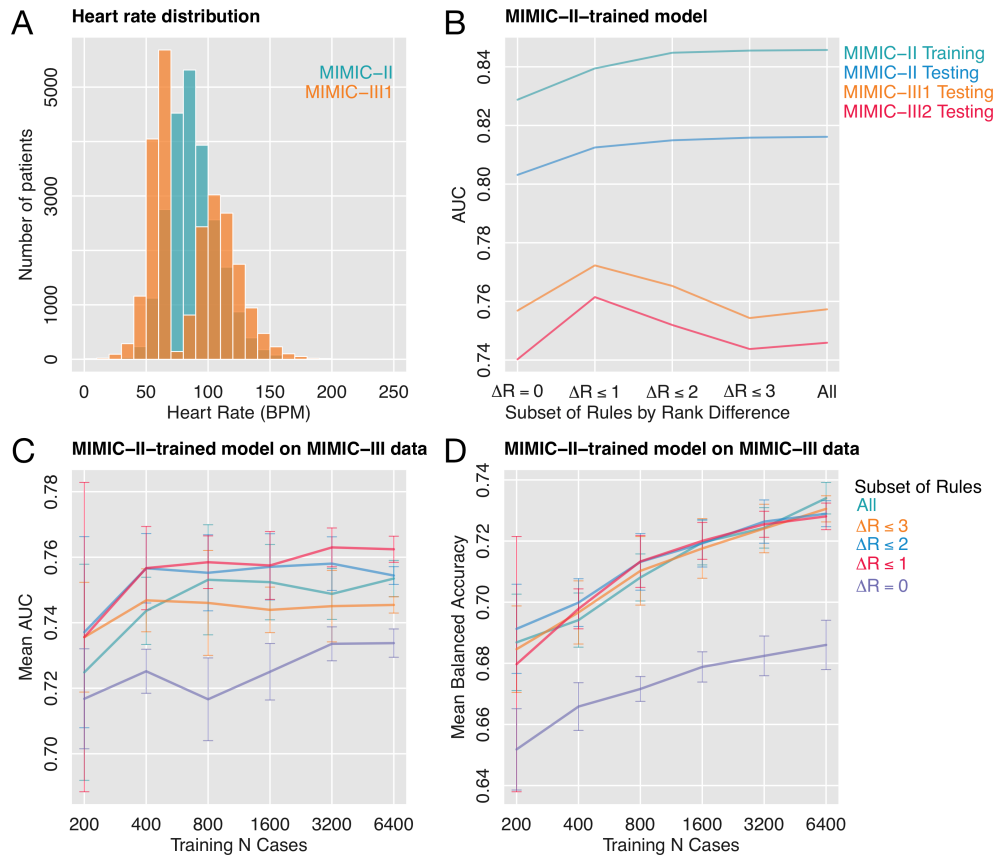 A
Heart rate distribution
MIMIC−II
MIMIC−III1
Number of patients
0
1000
3000
5000
0
50
100
150
200
250
Heart Rate (BPM)
B
MIMIC−II−trained model
AUC
0.74
0.76
0.78
0.80
0.82
0.84
ΔR = 0
ΔR ≤ 1
ΔR ≤ 2
ΔR ≤ 3
All
Subset of Rules by Rank Difference
MIMIC−II Training
MIMIC−II Testing
MIMIC−III1 Testing
MIMIC−III2 Testing
C
MIMIC−II−trained model on MIMIC−III data
Mean AUC
0.70
0.72
0.74
0.76
0.78
200
400
800
1600
3200
6400
Training N Cases
D
MIMIC−II−trained model on MIMIC−III data
Mean Balanced Accuracy
0.64
0.66
0.68
0.70
0.72
0.74
200
400
800
1600
3200
6400
Training N Cases
Subset of Rules
All
ΔR ≤ 3
ΔR ≤ 2
ΔR ≤ 1
ΔR = 0